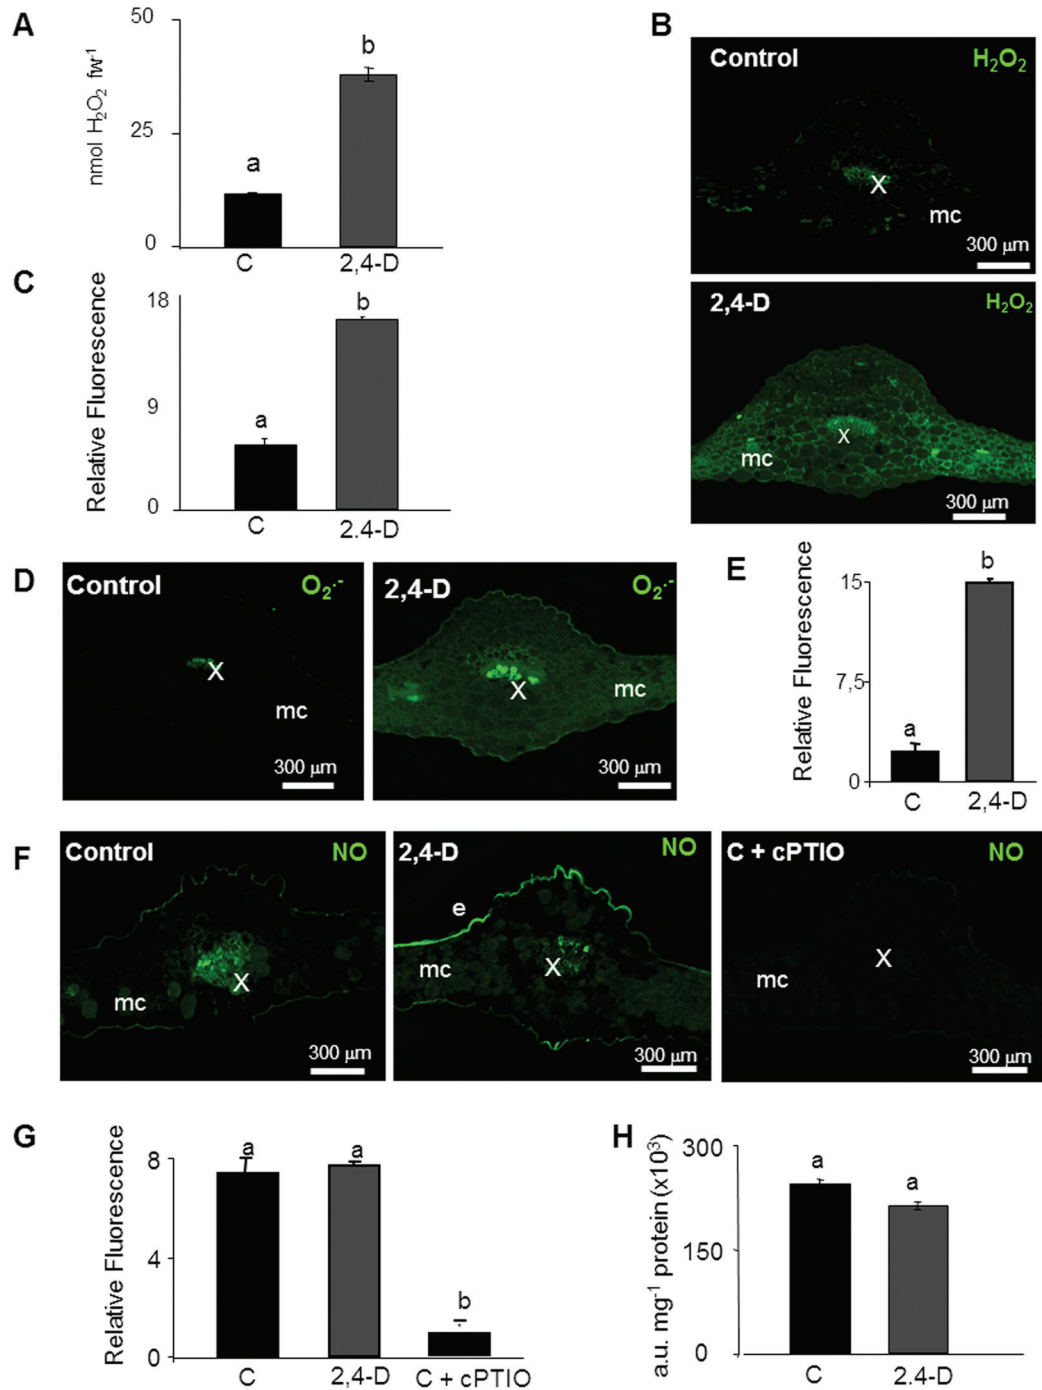 A
50
25
0
nmol H₂O₂ fw⁻¹
a
b
C
2,4-D
B
Control
H₂O₂
X
mc
300 µm
2,4-D
H₂O₂
X
mc
300 µm
C
18
9
0
Relative Fluorescence
a
b
C
2.4-D
D
Control
O₂·⁻
X
mc
300 µm
2,4-D
O₂·⁻
X
mc
300 µm
E
15
7,5
0
Relative Fluorescence
a
b
C
2,4-D
F
Control
NO
X
mc
300 µm
2,4-D
NO
e
mc
X
300 µm
C + cPTIO
NO
X
mc
300 µm
G
8
4
0
Relative Fluorescence
a
a
b
C
2,4-D
C + cPTIO
H
300
150
0
a.u. mg⁻¹ protein (x10³)
a
a
C
2.4-D